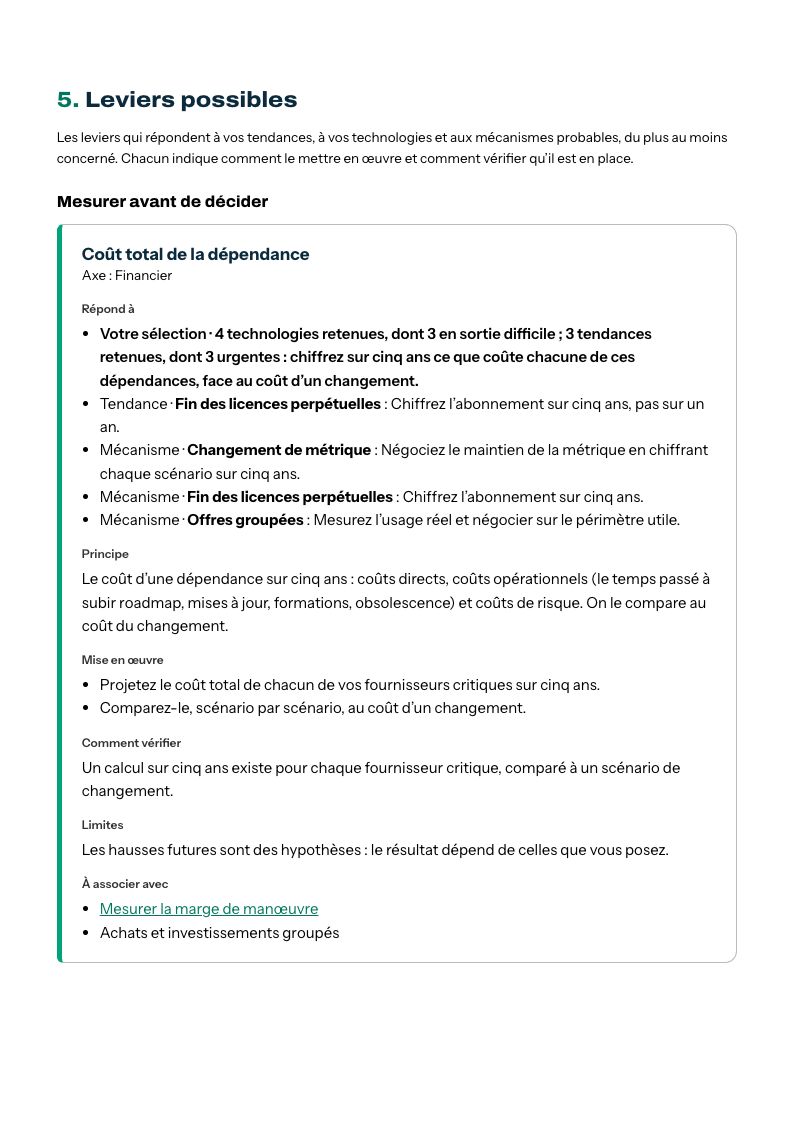 5. Leviers possibles
Les leviers qui répondent à vos tendances, à vos technologies et aux mécanismes probables, du plus au moins
concerné. Chacun indique comment le mettre en œuvre et comment vérifier qu’il est en place.
Mesurer avant de décider
Coût total de la dépendance
Axe : Financier
Répond à
• Votre sélection · 4 technologies retenues, dont 3 en sortie difficile ; 3 tendances
retenues, dont 3 urgentes : chiffrez sur cinq ans ce que coûte chacune de ces
dépendances, face au coût d’un changement.
• Tendance · Fin des licences perpétuelles : Chiffrez l’abonnement sur cinq ans, pas sur un
an.
• Mécanisme · Changement de métrique : Négociez le maintien de la métrique en chiffrant
chaque scénario sur cinq ans.
• Mécanisme · Fin des licences perpétuelles : Chiffrez l’abonnement sur cinq ans.
• Mécanisme · Offres groupées : Mesurez l’usage réel et négocier sur le périmètre utile.
Principe
Le coût d’une dépendance sur cinq ans : coûts directs, coûts opérationnels (le temps passé à
subir roadmap, mises à jour, formations, obsolescence) et coûts de risque. On le compare au
coût du changement.
Mise en œuvre
• Projetez le coût total de chacun de vos fournisseurs critiques sur cinq ans.
• Comparez-le, scénario par scénario, au coût d’un changement.
Comment vérifier
Un calcul sur cinq ans existe pour chaque fournisseur critique, comparé à un scénario de
changement.
Limites
Les hausses futures sont des hypothèses : le résultat dépend de celles que vous posez.
À associer avec
• Mesurer la marge de manœuvre
• Achats et investissements groupés